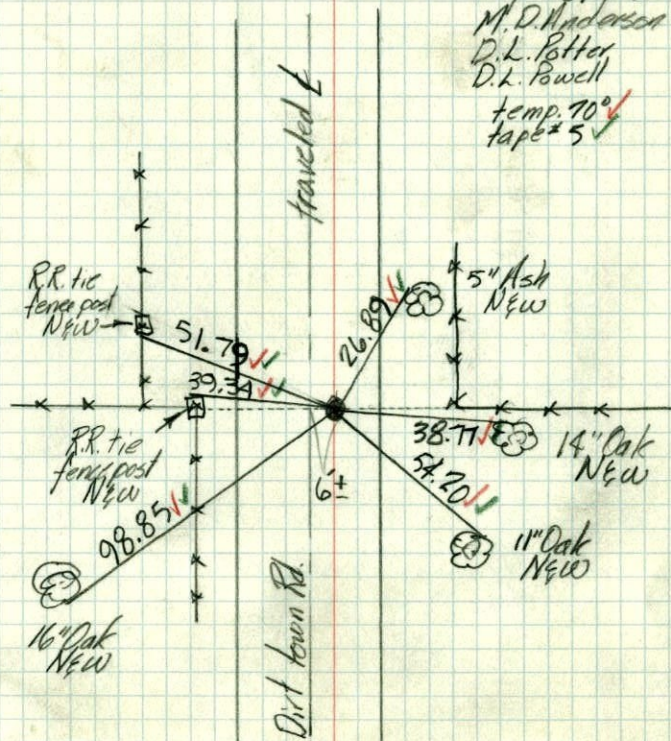 M. D. Anderson
D. L. Potter
D. L. Powell
temp. 70°
tape# 5
traveled ℄
R.R. tie
fence post
N&W
5" Ash
N&W
51.79
26.89
39.34
38.77
14" Oak
N&W
R.R. tie
fence post
N&W
6'±
54.20
98.85
11" Oak
N&W
16" Oak
N&W
Dirt town Rd.